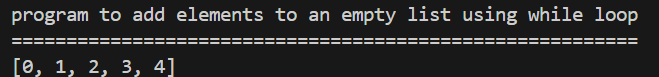 program to add elements to an empty list using while loop
=========================================================
[0, 1, 2, 3, 4]